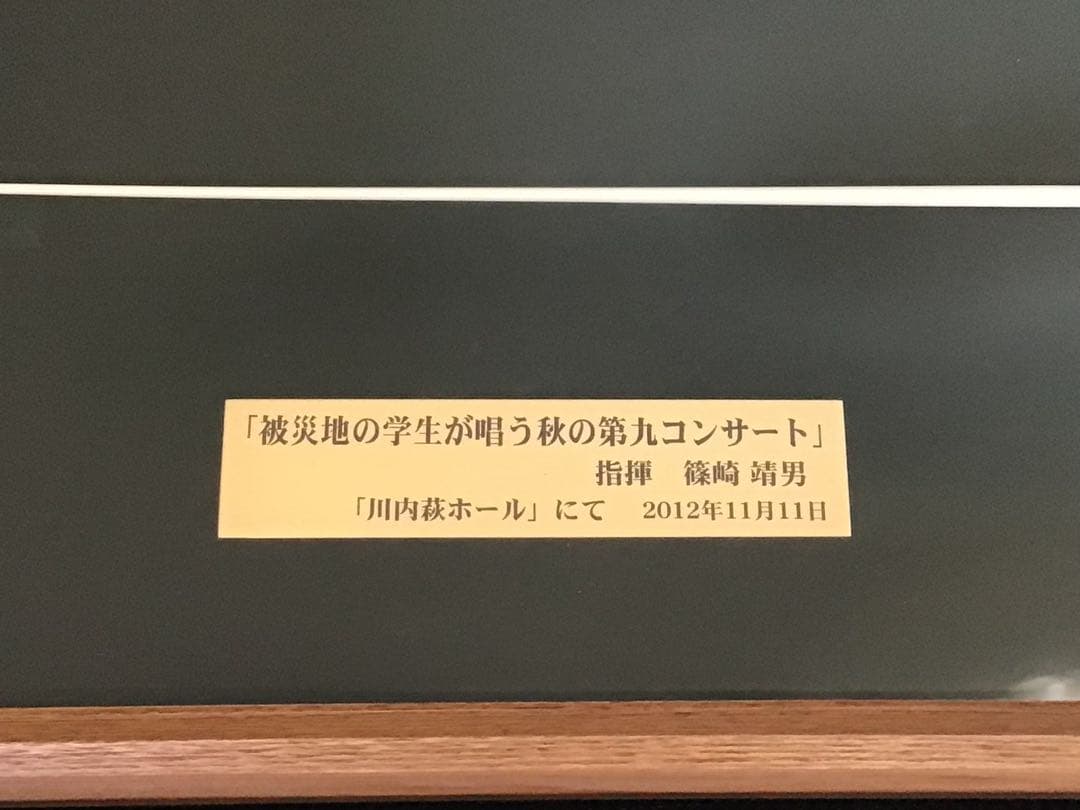 「被災地の学生が唱う秋の第九コンサート」
指揮　篠崎 靖男
「川内萩ホール」にて　2012年11月11日